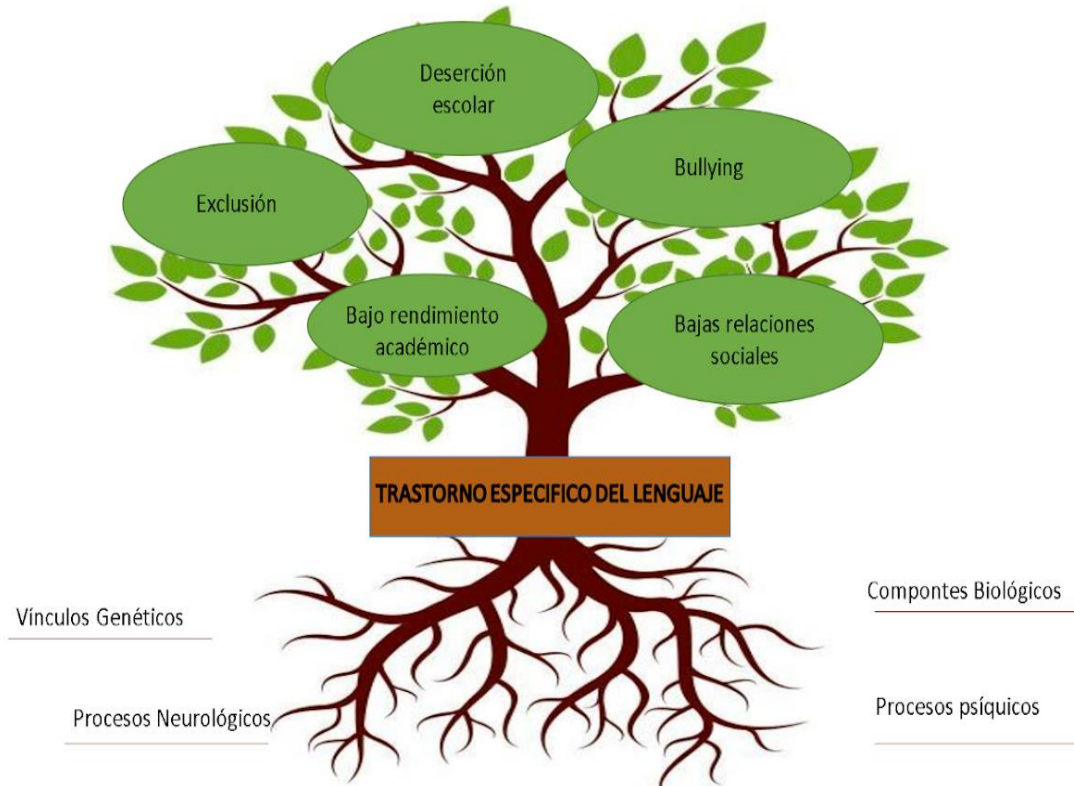 Deserción
escolar
Bullying
Exclusión
Bajo rendimiento
académico
Bajas relaciones
sociales
TRASTORNO ESPECIFICO DEL LENGUAJE
Vínculos Genéticos
Compontes Biológicos
Procesos Neurológicos
Procesos psíquicos